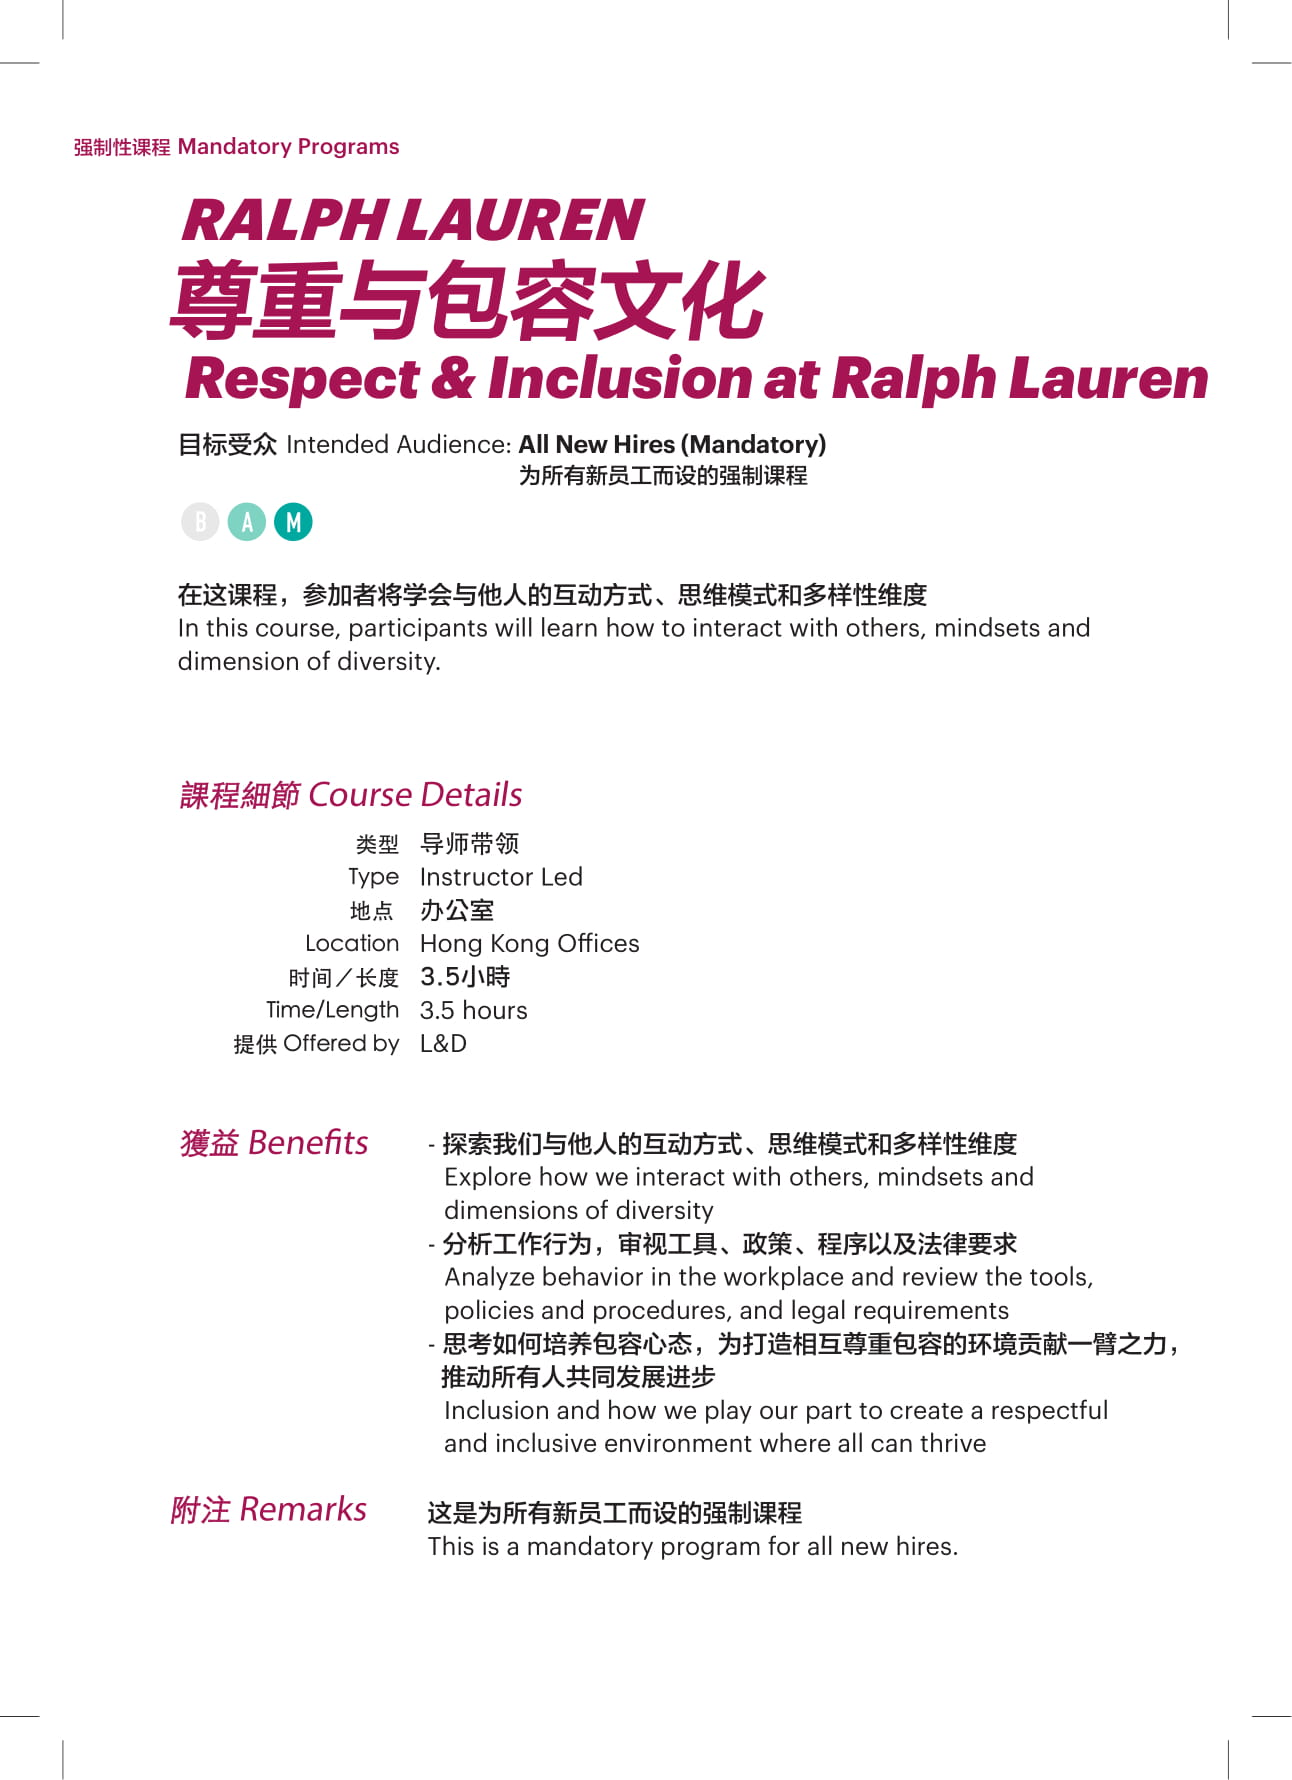 强制性课程 Mandatory Programs
RALPH LAUREN
尊重与包容文化
Respect & Inclusion at Ralph Lauren
目标受众 Intended Audience: All New Hires (Mandatory)
为所有新员工而设的强制课程
B A M
在这课程，参加者将学会与他人的互动方式、思维模式和多样性维度
In this course, participants will learn how to interact with others, mindsets and
dimension of diversity.
課程細節 Course Details
类型 导师带领
Type Instructor Led
地点 办公室
Location Hong Kong Offices
时间／长度 3.5小時
Time/Length 3.5 hours
提供 Offered by L&D
獲益 Benefits - 探索我们与他人的互动方式、思维模式和多样性维度
Explore how we interact with others, mindsets and
dimensions of diversity
- 分析工作行为，审视工具、政策、程序以及法律要求
Analyze behavior in the workplace and review the tools,
policies and procedures, and legal requirements
- 思考如何培养包容心态，为打造相互尊重包容的环境贡献一臂之力，
推动所有人共同发展进步
Inclusion and how we play our part to create a respectful
and inclusive environment where all can thrive
附注 Remarks 这是为所有新员工而设的强制课程
This is a mandatory program for all new hires.